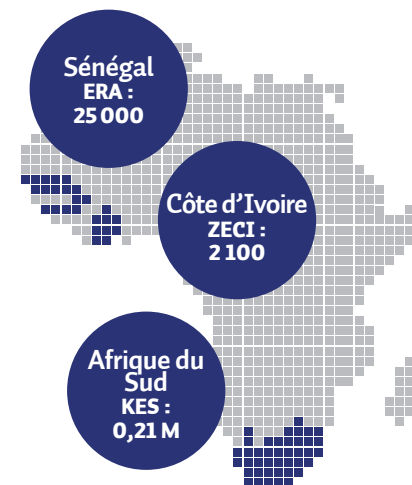 Sénégal
ERA :
25 000
Côte d’Ivoire
ZECI :
2 100
Afrique du
Sud
KES :
0,21 M